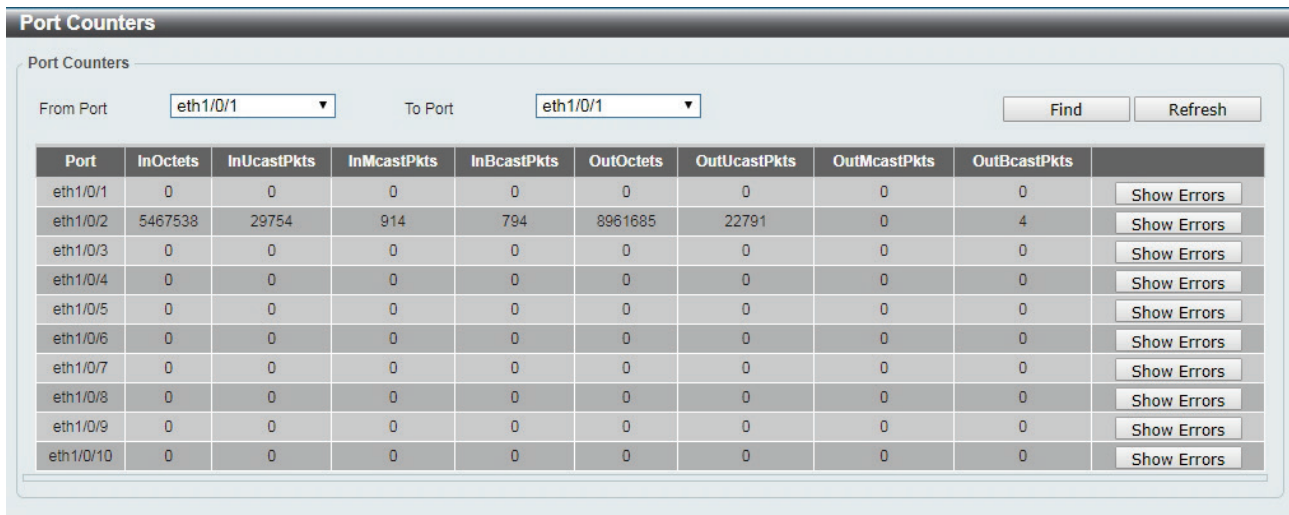 Port Counters
Port Counters
From Port eth1/0/1 To Port eth1/0/1 Find Refresh
Port InOctets InUcastPkts InMcastPkts InBcastPkts OutOctets OutUcastPkts OutMcastPkts OutBcastPkts
eth1/0/1 0 0 0 0 0 0 0 0 Show Errors
eth1/0/2 5467538 29754 914 794 8961685 22791 0 4 Show Errors
eth1/0/3 0 0 0 0 0 0 0 0 Show Errors
eth1/0/4 0 0 0 0 0 0 0 0 Show Errors
eth1/0/5 0 0 0 0 0 0 0 0 Show Errors
eth1/0/6 0 0 0 0 0 0 0 0 Show Errors
eth1/0/7 0 0 0 0 0 0 0 0 Show Errors
eth1/0/8 0 0 0 0 0 0 0 0 Show Errors
eth1/0/9 0 0 0 0 0 0 0 0 Show Errors
eth1/0/10 0 0 0 0 0 0 0 0 Show Errors